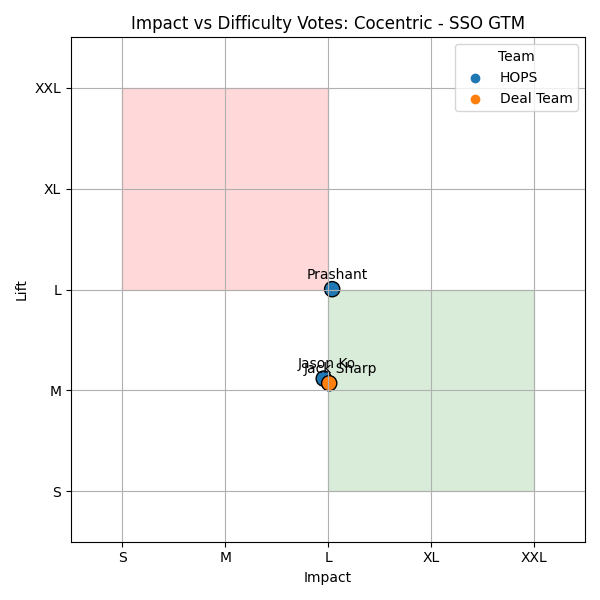 Impact vs Difficulty Votes: Cocentric - SSO GTM
Team
HOPS
Deal Team
XXL
XL
L
M
S
Lift
Prashant
Jason Ko
Jack Sharp
S
M
L
XL
XXL
Impact